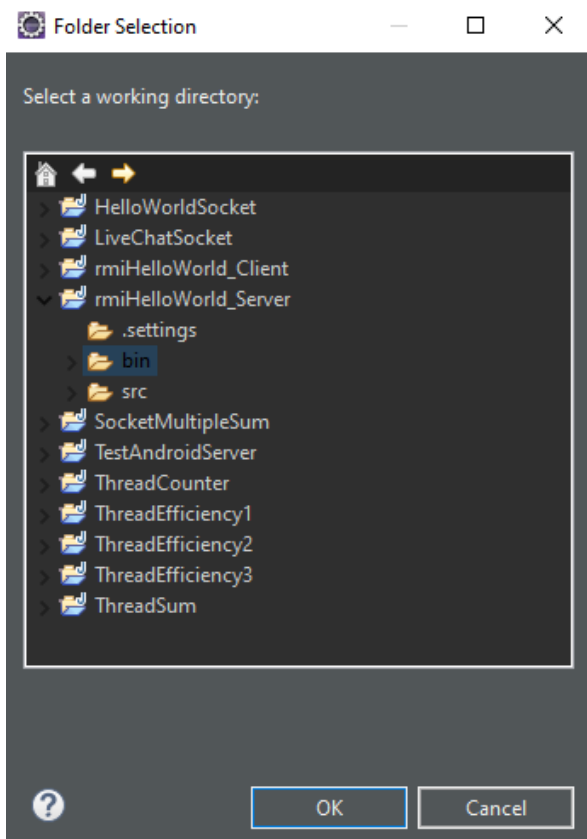 Folder Selection
Select a working directory:
HelloWorldSocket
LiveChatSocket
rmiHelloWorld_Client
rmiHelloWorld_Server
.settings
bin
src
SocketMultipleSum
TestAndroidServer
ThreadCounter
ThreadEfficiency1
ThreadEfficiency2
ThreadEfficiency3
ThreadSum
OK Cancel